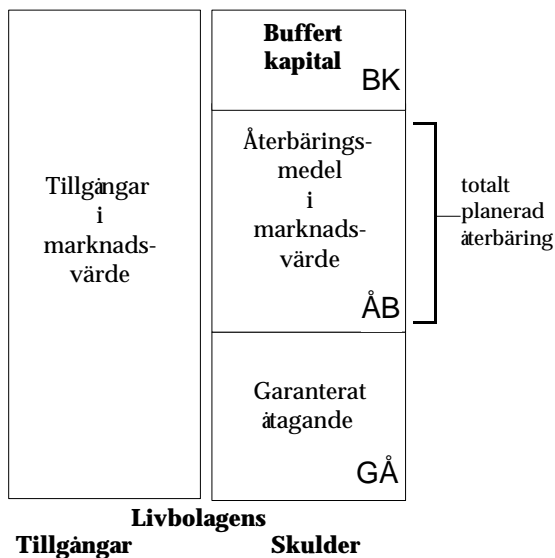 Tillgångar
i
marknads-
värde
Buffert
kapital
BK
Återbärings-
medel
i
marknads-
värde
ÅB
totalt
planerad
återbäring
Garanterat
åtagande
GÅ
Livbolagens
Tillgångar Skulder